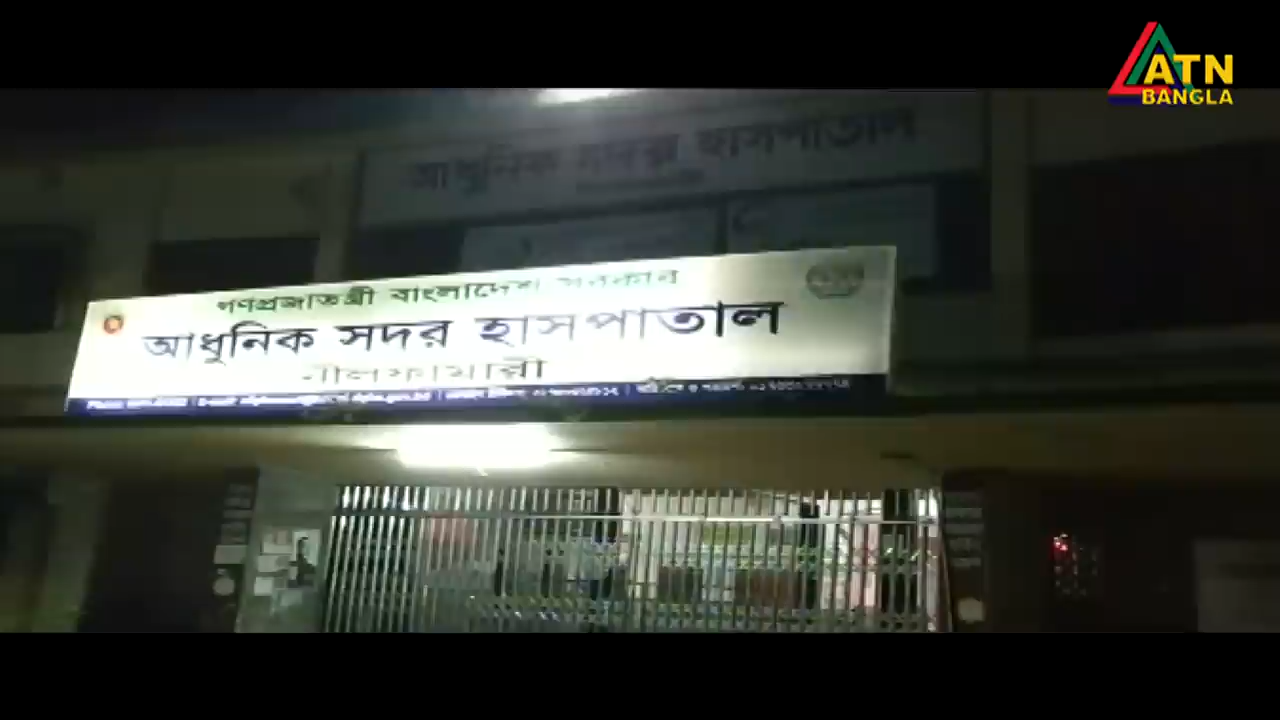 ATN
BANGLA
আধুনিক সদর হাসপাতাল
গণপ্রজাতন্ত্রী বাংলাদেশ সরকার
আধুনিক সদর হাসপাতাল
নীলফামারী